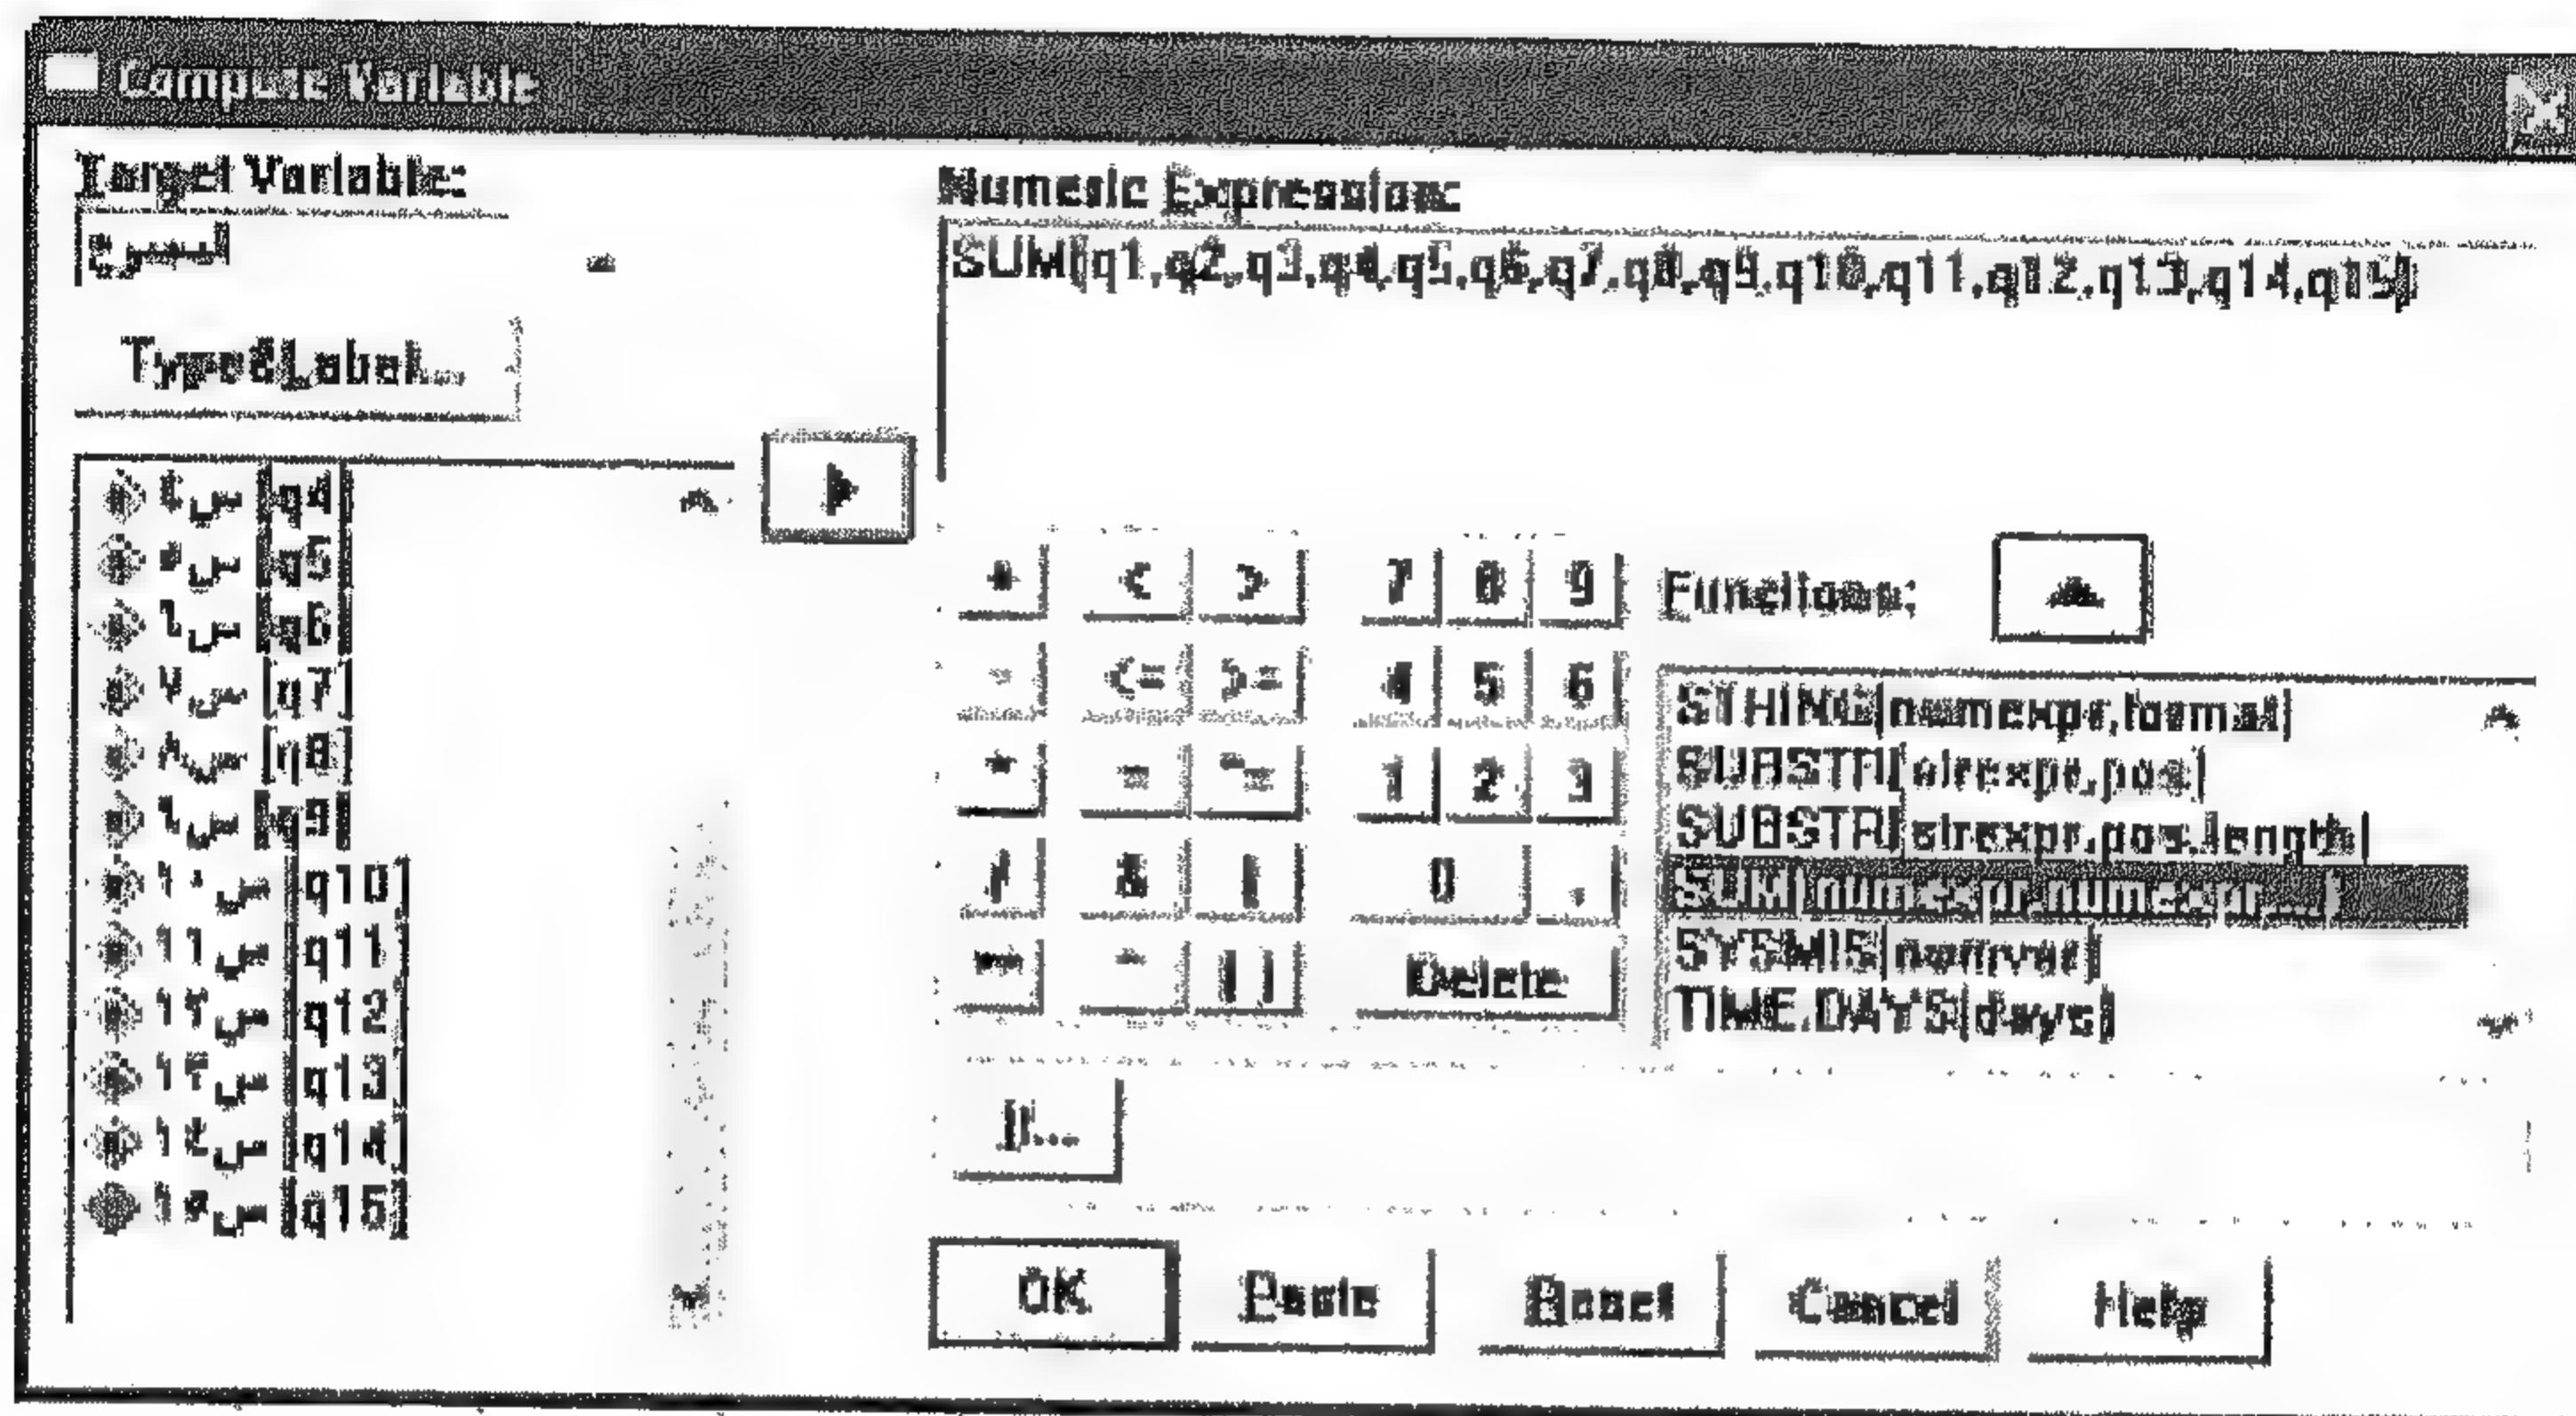 Compute Variable
Target Variable:
المجموع
Type&Label...
Numeric Expression:
SUM(q1,q2,q3,q4,q5,q6,q7,q8,q9,q10,q11,q12,q13,q14,q15)
س٤ [q4]
س٥ [q5]
س٦ [q6]
س٧ [q7]
س٨ [q8]
س٩ [q9]
س١٠ [q10]
س١١ [q11]
س١٢ [q12]
س١٣ [q13]
س١٤ [q14]
س١٥ [q15]
+ < > 7 8 9
- <= >= 4 5 6
* = ~= 1 2 3
/ & | 0 .
** ~ () Delete
Functions:
STRING(numexpr,format)
SUBSTR(strexpr,pos)
SUBSTR(strexpr,pos,length)
SUM(numexpr,numexpr,...)
SYSMIS(numvar)
TIME.DAYS(days)
If...
OK Paste Reset Cancel Help